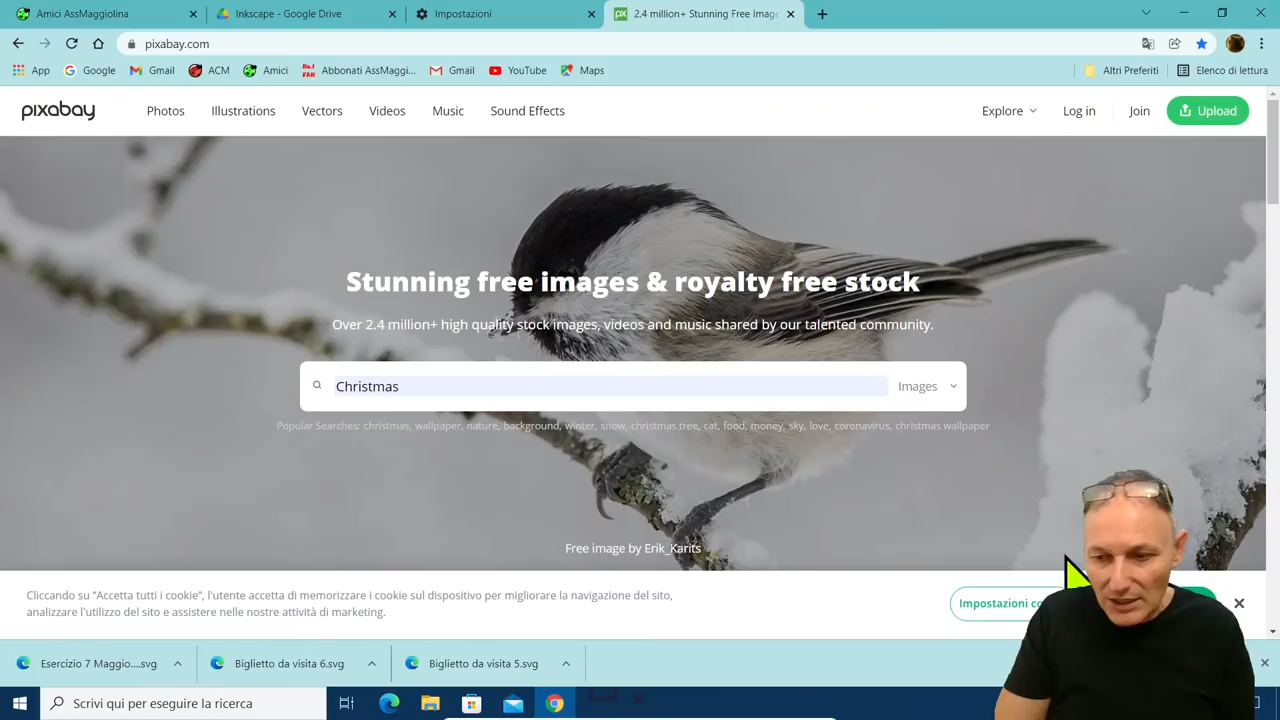 Amici AssMaggiolina
Inkscape - Google Drive
Impostazioni
2.4 million+ Stunning Free Imag
pixabay.com
App
Google
Gmail
ACM
Amici
Abbonati AssMaggi...
Gmail
YouTube
Maps
Altri Preferiti
Elenco di lettura
pixabay
Photos
Illustrations
Vectors
Videos
Music
Sound Effects
Explore
Log in
Join
Upload
Stunning free images & royalty free stock
Over 2.4 million+ high quality stock images, videos and music shared by our talented community.
Christmas
Images
Popular Searches: christmas, wallpaper, nature, background, winter, snow, christmas tree, cat, food, money, sky, love, coronavirus, christmas wallpaper
Free image by Erik_Karits
Cliccando su “Accetta tutti i cookie”, l'utente accetta di memorizzare i cookie sul dispositivo per migliorare la navigazione del sito,
analizzare l'utilizzo del sito e assistere nelle nostre attività di marketing.
Impostazioni co
Esercizio 7 Maggio....svg
Biglietto da visita 6.svg
Biglietto da visita 5.svg
Scrivi qui per eseguire la ricerca